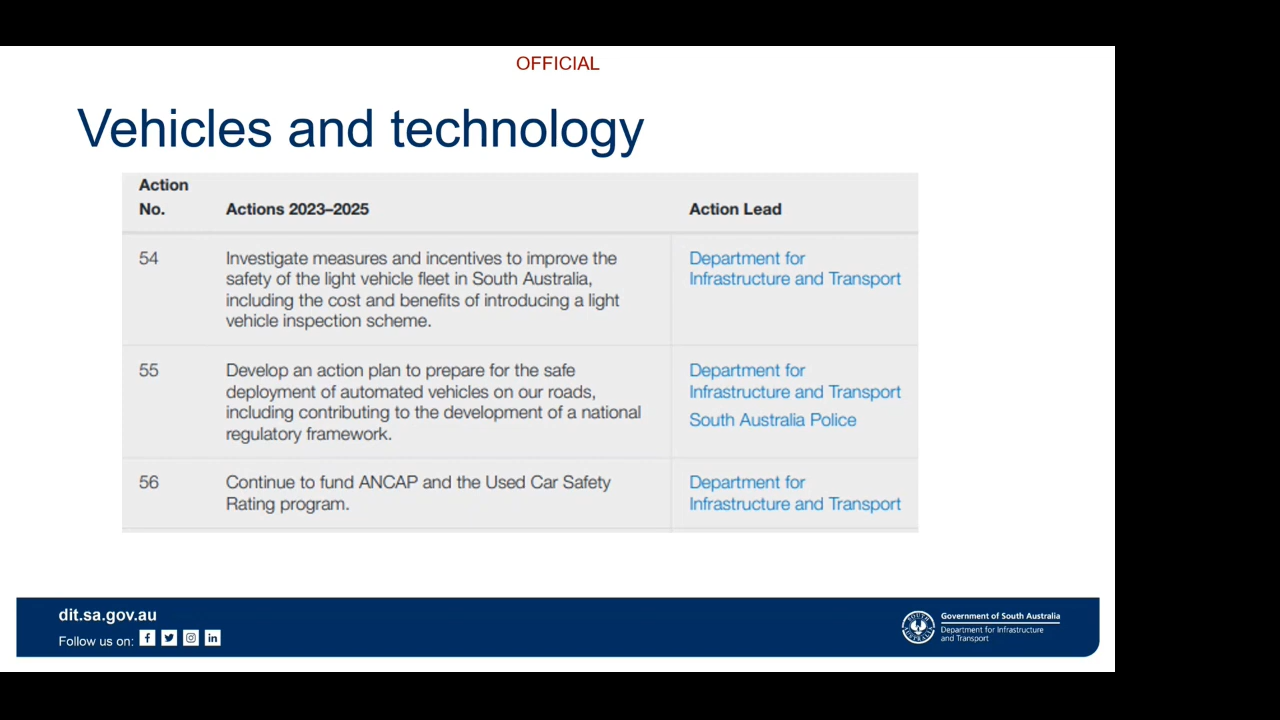 OFFICIAL
Vehicles and technology
Action
No.
Actions 2023–2025
Action Lead
54
Investigate measures and incentives to improve the
safety of the light vehicle fleet in South Australia,
including the cost and benefits of introducing a light
vehicle inspection scheme.
Department for
Infrastructure and Transport
55
Develop an action plan to prepare for the safe
deployment of automated vehicles on our roads,
including contributing to the development of a national
regulatory framework.
Department for
Infrastructure and Transport
South Australia Police
56
Continue to fund ANCAP and the Used Car Safety
Rating program.
Department for
Infrastructure and Transport
dit.sa.gov.au
Follow us on:
Government of South Australia
Department for Infrastructure
and Transport